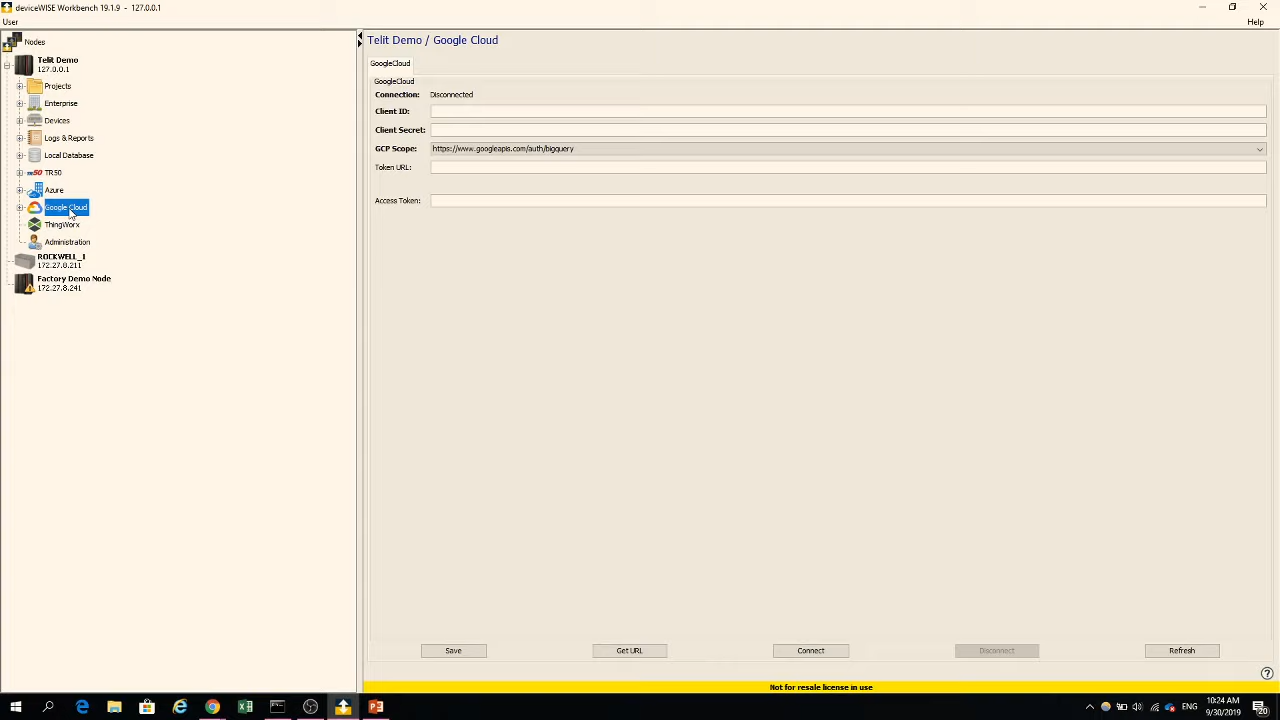 deviceWISE Workbench 19.1.9 - 127.0.0.1
User
Help
Nodes
Telit Demo
127.0.0.1
Projects
Enterprise
Devices
Logs & Reports
Local Database
TR50
Azure
Google Cloud
ThingWorx
Administration
ROCKWELL_1
172.27.8.211
Factory Demo Node
172.27.8.241
Telit Demo / Google Cloud
GoogleCloud
GoogleCloud
Connection: Disconnected
Client ID:
Client Secret:
GCP Scope: https://www.googleapis.com/auth/bigquery
Token URL:
Access Token:
Save Get URL Connect Disconnect Refresh
Not for resale license in use
10:24 AM
9/30/2019
20